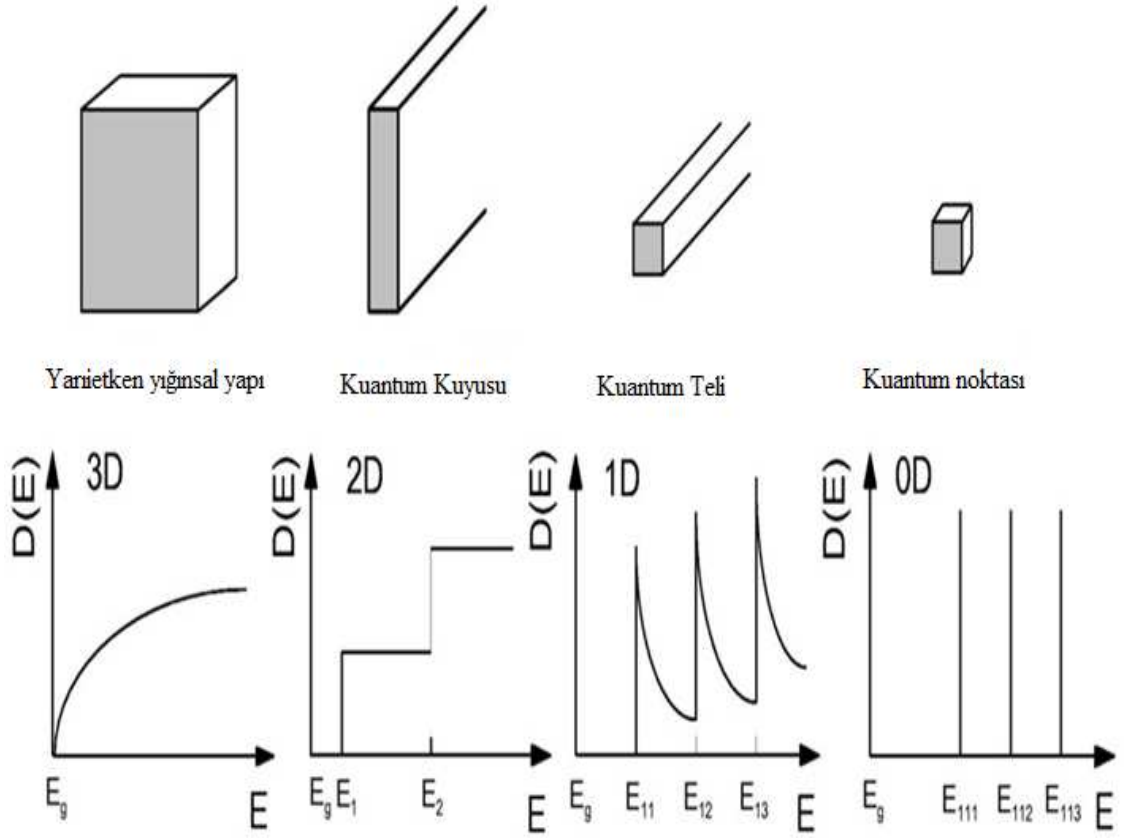 Yarıietken yığınsal yapı
Kuantum Kuyusu
Kuantum Teli
Kuantum noktası
D(E)
3D
E_g
E
D(E)
2D
E_g E_1
E_2
E
D(E)
1D
E_g
E_11
E_12
E_13
E
D(E)
0D
E_g
E_111
E_112
E_113
E